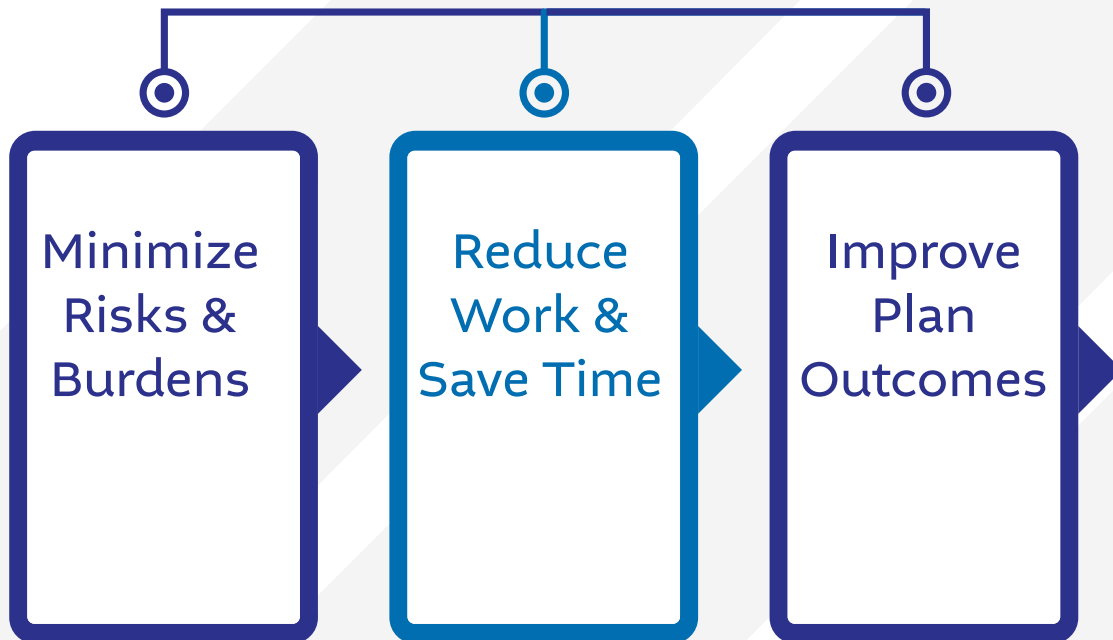 Minimize
Risks &
Burdens
Reduce
Work &
Save Time
Improve
Plan
Outcomes